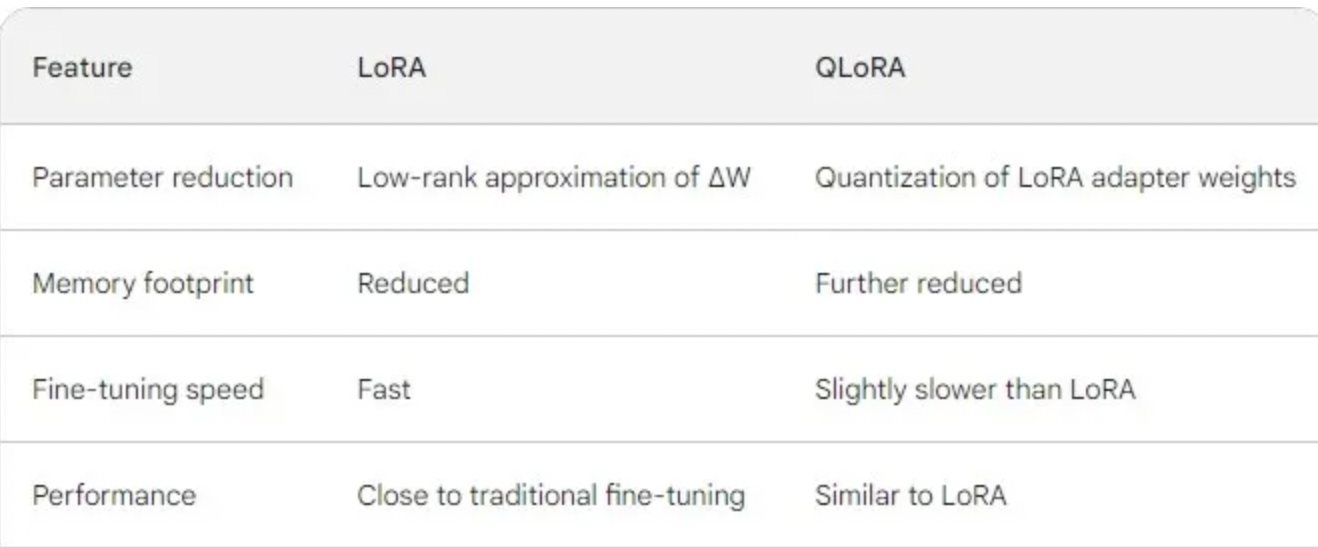 Feature LoRA QLoRA
Parameter reduction Low-rank approximation of ΔW Quantization of LoRA adapter weights
Memory footprint Reduced Further reduced
Fine-tuning speed Fast Slightly slower than LoRA
Performance Close to traditional fine-tuning Similar to LoRA